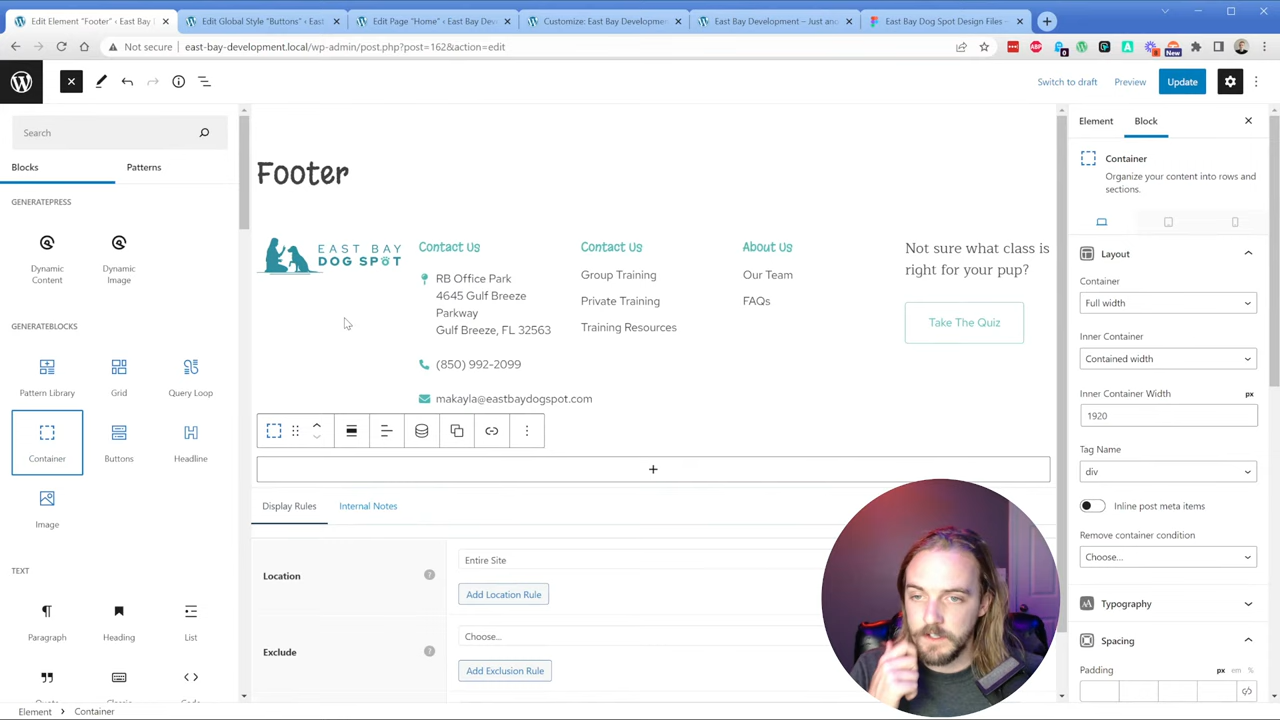 Edit Element "Footer" ‹ East Bay
Edit Global Style "Buttons" ‹ East
Edit Page "Home" ‹ East Bay Dev
Customize: East Bay Development
East Bay Development – Just ano
East Bay Dog Spot Design Files –
Not secure
east-bay-development.local/wp-admin/post.php?post=162&action=edit
New
Switch to draft
Preview
Update
Search
Blocks
Patterns
GENERATEPRESS
Dynamic Content
Dynamic Image
GENERATEBLOCKS
Pattern Library
Grid
Query Loop
Container
Buttons
Headline
Image
TEXT
Paragraph
Heading
List
Quote
Classic
Code
Footer
EAST BAY
DOG SPOT
Contact Us
RB Office Park
4645 Gulf Breeze
Parkway
Gulf Breeze, FL 32563
(850) 992-2099
makayla@eastbaydogspot.com
Contact Us
Group Training
Private Training
Training Resources
About Us
Our Team
FAQs
Not sure what class is
right for your pup?
Take The Quiz
Display Rules
Internal Notes
Location
Entire Site
Add Location Rule
Exclude
Choose...
Add Exclusion Rule
Element
Block
Container
Organize your content into rows and
sections.
Layout
Container
Full width
Inner Container
Contained width
Inner Container Width
px
1920
Tag Name
div
Inline post meta items
Remove container condition
Choose...
Typography
Spacing
Padding
px em %
Element
Container